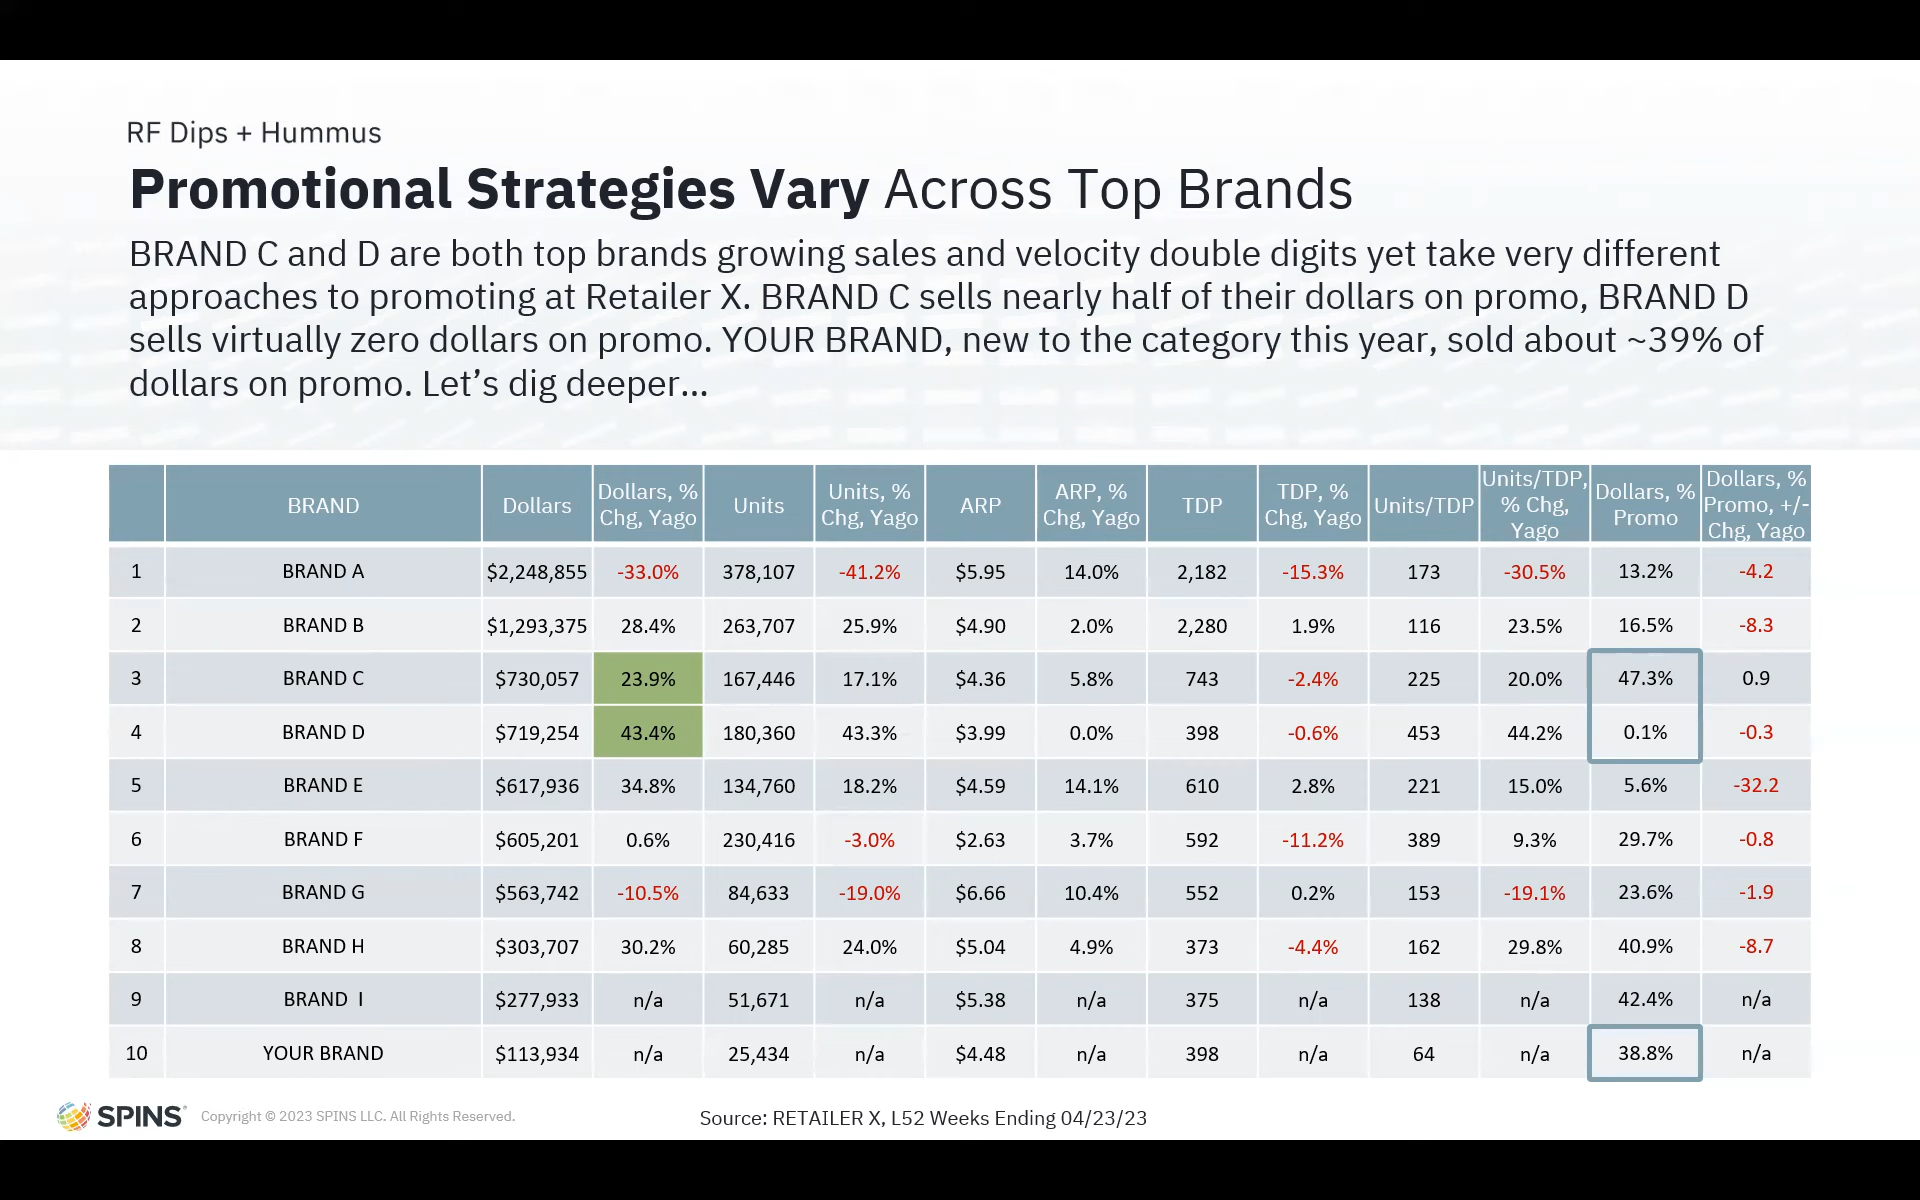 RF Dips + Hummus
Promotional Strategies Vary Across Top Brands
BRAND C and D are both top brands growing sales and velocity double digits yet take very different
approaches to promoting at Retailer X. BRAND C sells nearly half of their dollars on promo, BRAND D
sells virtually zero dollars on promo. YOUR BRAND, new to the category this year, sold about ~39% of
dollars on promo. Let's dig deeper...
BRAND Dollars Dollars, % Chg, Yago Units Units, % Chg, Yago ARP ARP, % Chg, Yago TDP TDP, % Chg, Yago Units/TDP Units/TDP, % Chg, Yago Dollars, % Promo Dollars, % Promo, +/- Chg, Yago
1 BRAND A $2,248,855 -33.0% 378,107 -41.2% $5.95 14.0% 2,182 -15.3% 173 -30.5% 13.2% -4.2
2 BRAND B $1,293,375 28.4% 263,707 25.9% $4.90 2.0% 2,280 1.9% 116 23.5% 16.5% -8.3
3 BRAND C $730,057 23.9% 167,446 17.1% $4.36 5.8% 743 -2.4% 225 20.0% 47.3% 0.9
4 BRAND D $719,254 43.4% 180,360 43.3% $3.99 0.0% 398 -0.6% 453 44.2% 0.1% -0.3
5 BRAND E $617,936 34.8% 134,760 18.2% $4.59 14.1% 610 2.8% 221 15.0% 5.6% -32.2
6 BRAND F $605,201 0.6% 230,416 -3.0% $2.63 3.7% 592 -11.2% 389 9.3% 29.7% -0.8
7 BRAND G $563,742 -10.5% 84,633 -19.0% $6.66 10.4% 552 0.2% 153 -19.1% 23.6% -1.9
8 BRAND H $303,707 30.2% 60,285 24.0% $5.04 4.9% 373 -4.4% 162 29.8% 40.9% -8.7
9 BRAND I $277,933 n/a 51,671 n/a $5.38 n/a 375 n/a 138 n/a 42.4% n/a
10 YOUR BRAND $113,934 n/a 25,434 n/a $4.48 n/a 398 n/a 64 n/a 38.8% n/a
SPINS Copyright © 2023 SPINS LLC. All Rights Reserved. Source: RETAILER X, L52 Weeks Ending 04/23/23